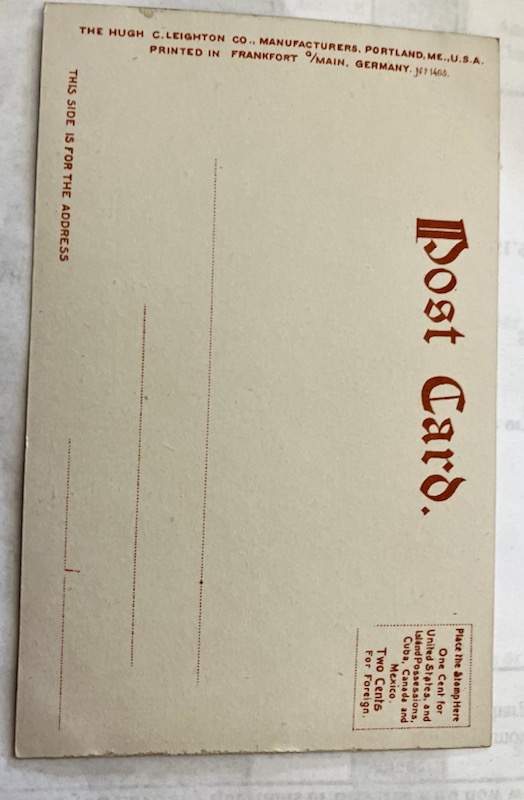 THE HUGH C. LEIGHTON CO., MANUFACTURERS, PORTLAND, ME., U.S.A.
PRINTED IN FRANKFORT o/MAIN, GERMANY. No 1403.
Post Card.
THIS SIDE IS FOR THE ADDRESS
Place the Stamp Here
One Cent for
United States, and
Island Possessions,
Cuba, Canada and
Mexico.
Two Cents
For Foreign.